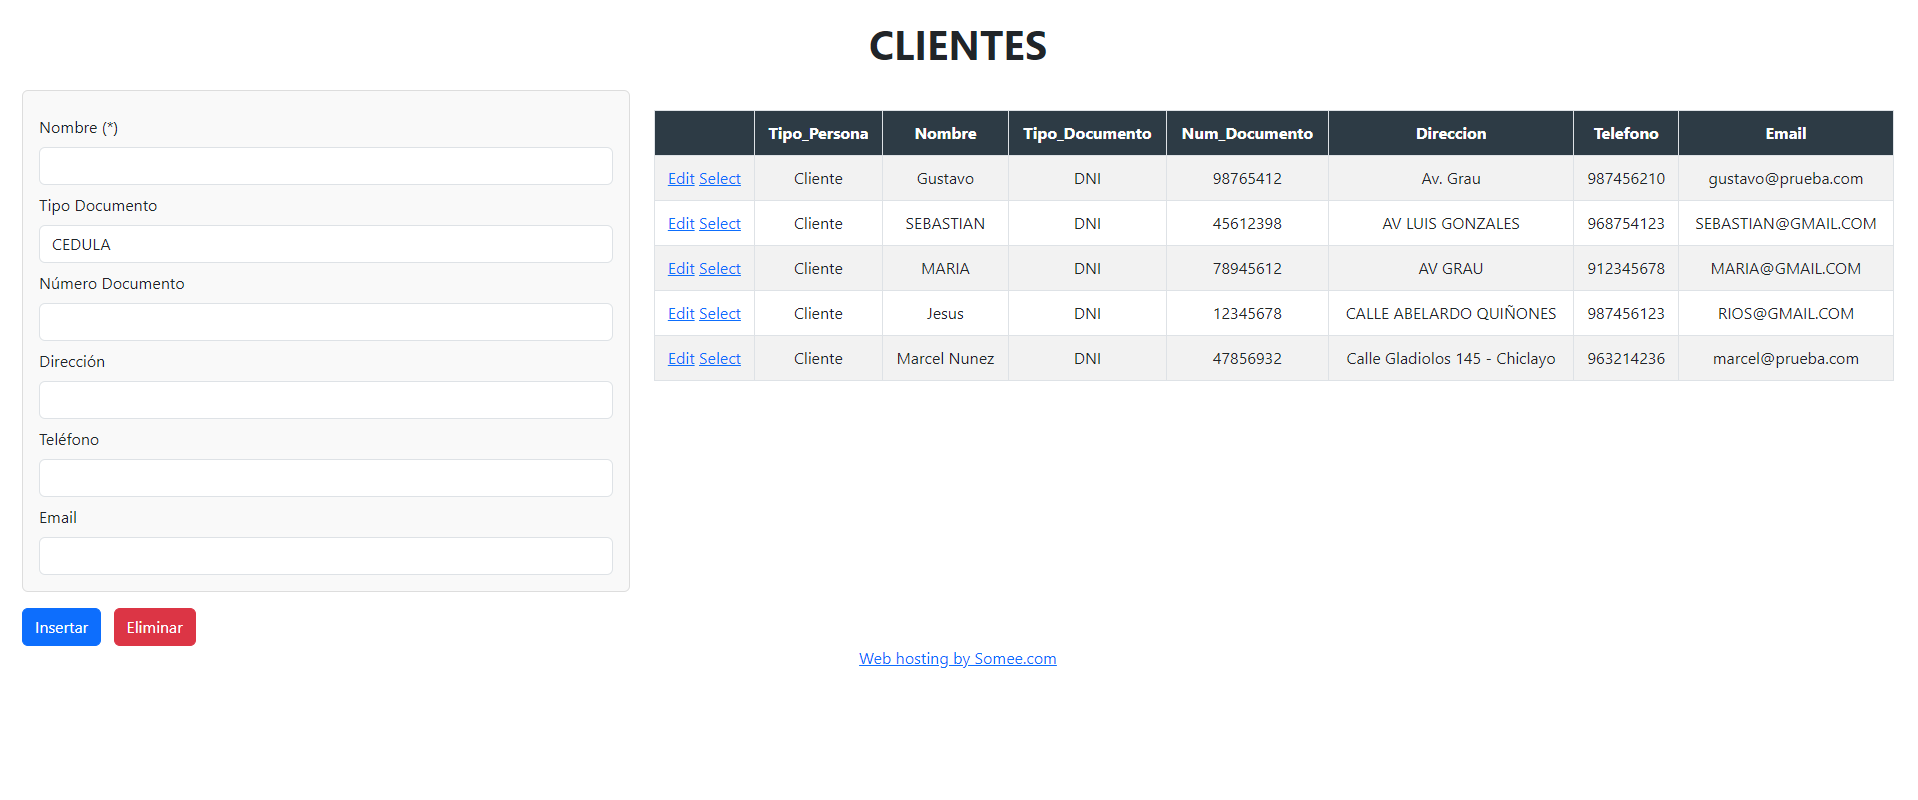 CLIENTES
Nombre (*)
Tipo Documento
CEDULA
Número Documento
Dirección
Teléfono
Email
Insertar Eliminar
Tipo_Persona Nombre Tipo_Documento Num_Documento Direccion Telefono Email
Edit Select Cliente Gustavo DNI 98765412 Av. Grau 987456210 gustavo@prueba.com
Edit Select Cliente SEBASTIAN DNI 45612398 AV LUIS GONZALES 968754123 SEBASTIAN@GMAIL.COM
Edit Select Cliente MARIA DNI 78945612 AV GRAU 912345678 MARIA@GMAIL.COM
Edit Select Cliente Jesus DNI 12345678 CALLE ABELARDO QUIÑONES 987456123 RIOS@GMAIL.COM
Edit Select Cliente Marcel Nunez DNI 47856932 Calle Gladiolos 145 - Chiclayo 963214236 marcel@prueba.com
Web hosting by Somee.com